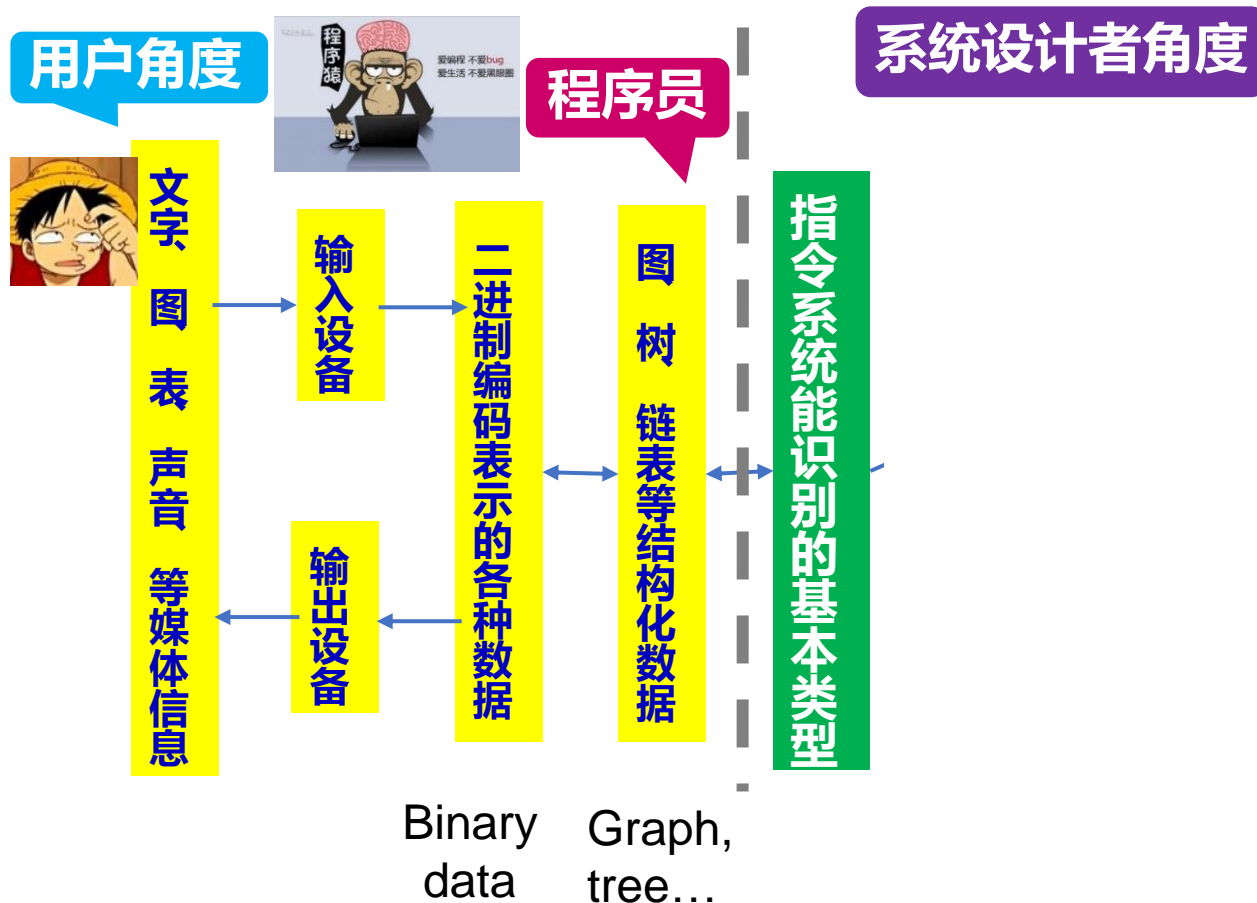 用户角度
程序猿
爱编程 不爱bug
爱生活 不爱黑眼圈
程序员
系统设计者角度
文字、图、表、声音、等媒体信息
输入设备
输出设备
二进制编码表示的各种数据
图、树、链表等结构化数据
指令系统能识别的基本类型
Binary
data
Graph,
tree…